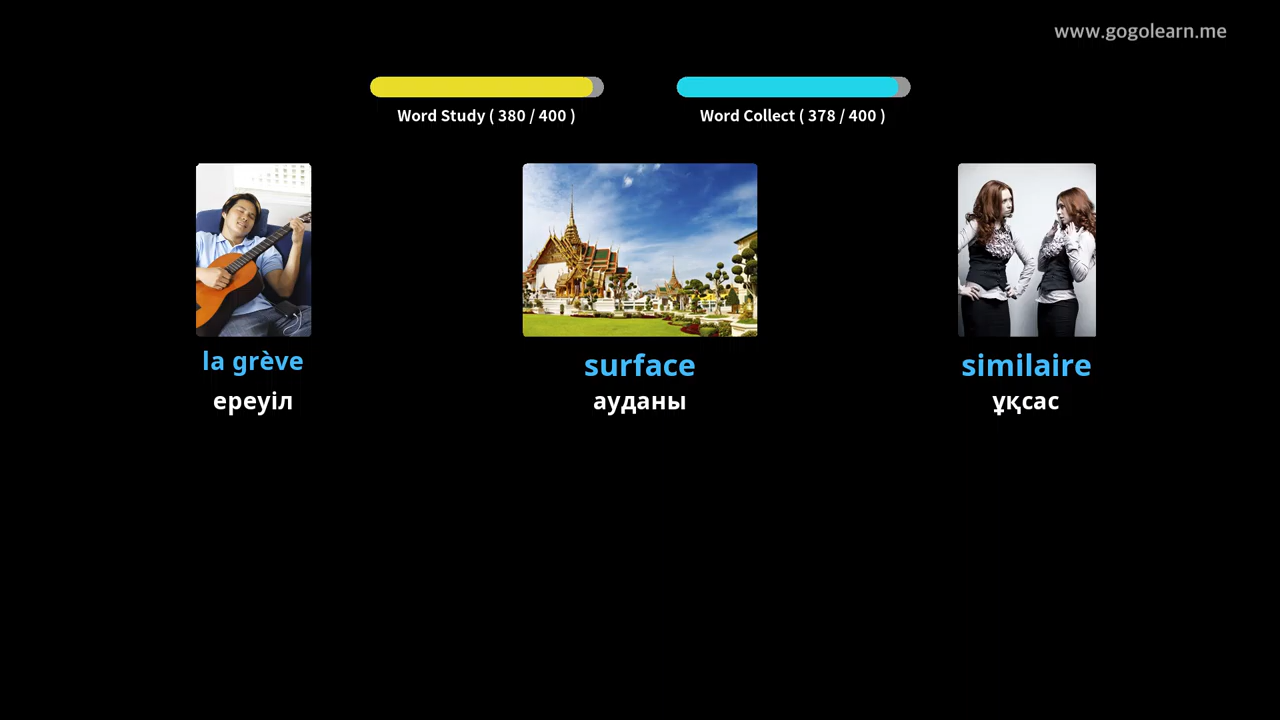 www.gogolearn.me
Word Study ( 380 / 400 )
Word Collect ( 378 / 400 )
la grève
ереуіл
surface
ауданы
similaire
ұқсас